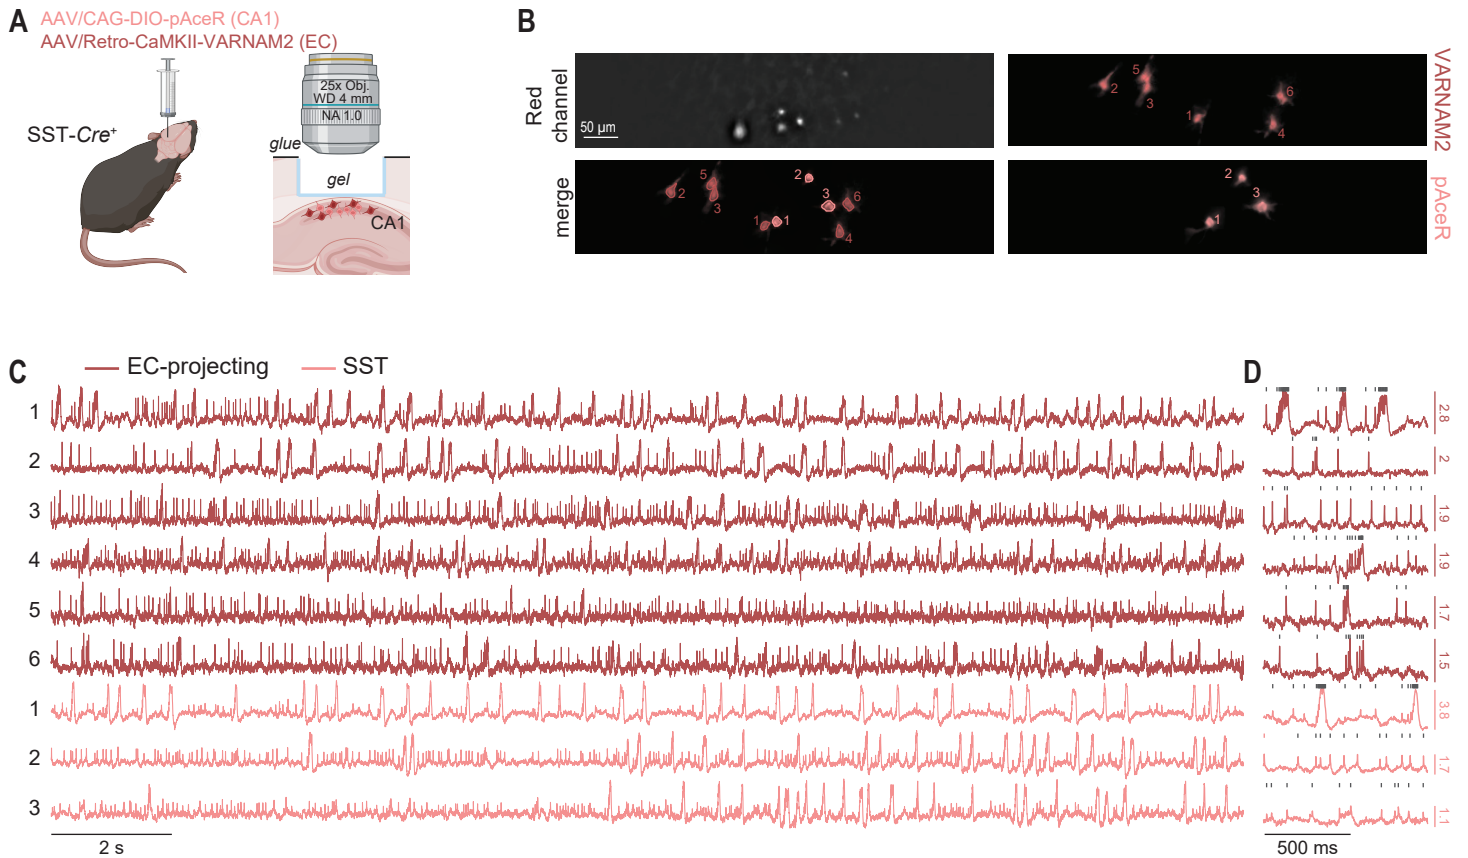 A
AAV/CAG-DIO-pAceR (CA1)
AAV/Retro-CaMKII-VARNAM2 (EC)
SST-Cre+
25x Obj.
WD 4 mm
NA 1.0
glue
gel
CA1
B
Red
channel
50 µm
2
5
3
1
6
4
VARNAM2
merge
5
2
3
2
3
6
1
1
4
2
3
1
pAceR
C
EC-projecting
SST
D
1
2.8
2
2
3
1.9
4
1.9
5
1.7
6
1.5
1
3.8
2
1.7
3
1.1
2 s
500 ms